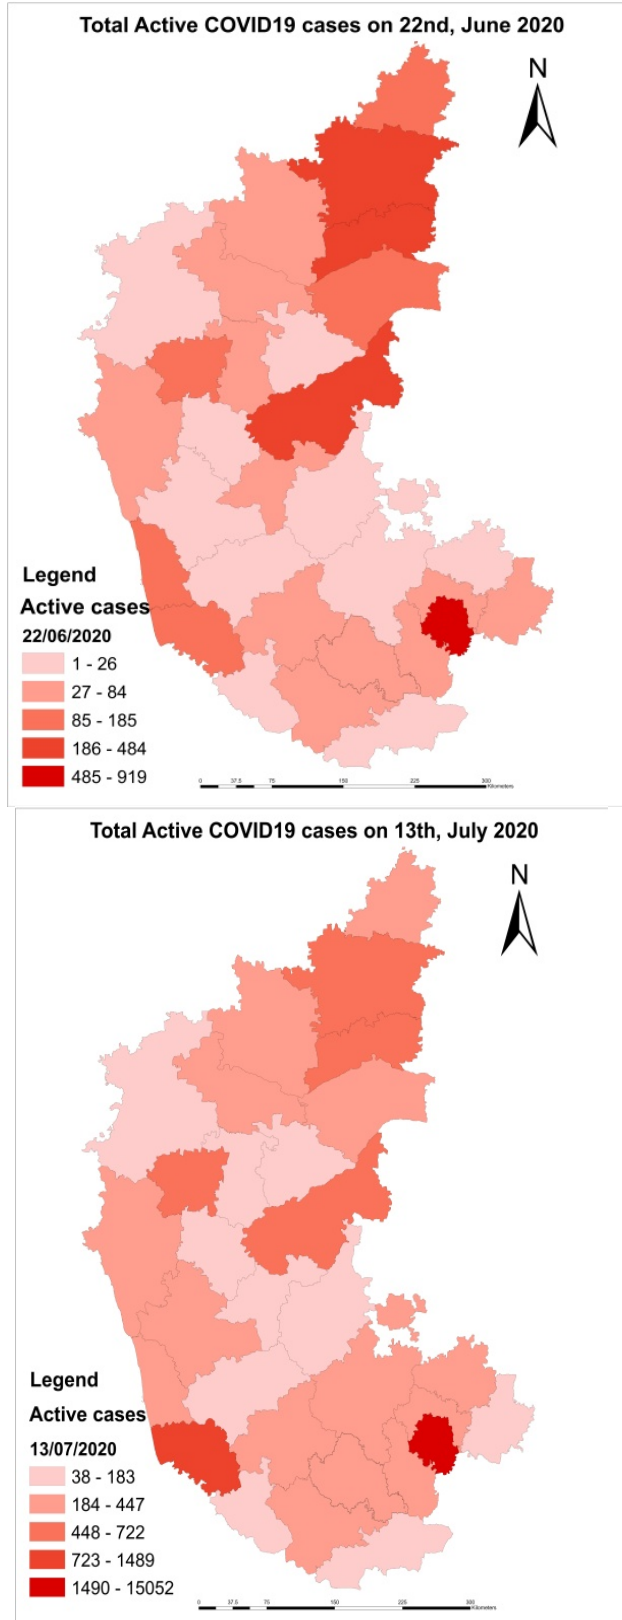 Total Active COVID19 cases on 22nd, June 2020
N
Legend
Active cases
22/06/2020
1 - 26
27 - 84
85 - 185
186 - 484
485 - 919
0 37.5 75 150 225 300
Kilometers
Total Active COVID19 cases on 13th, July 2020
N
Legend
Active cases
13/07/2020
38 - 183
184 - 447
448 - 722
723 - 1489
1490 - 15052
0 37.5 75 150 225 300
Kilometers